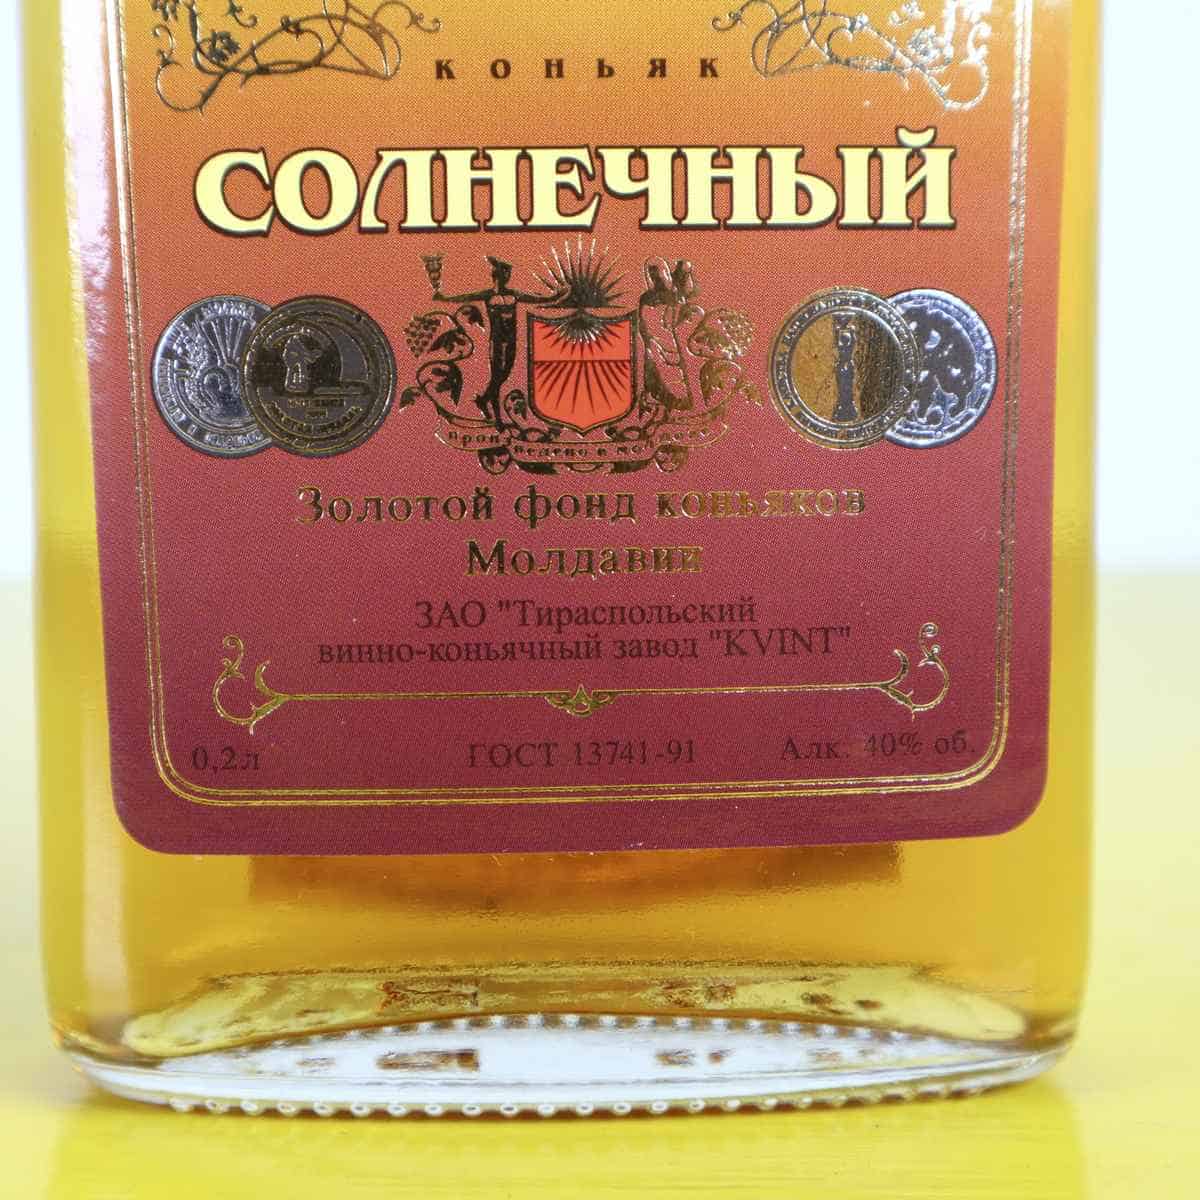 КОНЬЯК
СОЛНЕЧНЫЙ
Золотой фонд коньяков
Молдавии
ЗАО "Тираспольский
винно-коньячный завод "KVINT"
0,2л ГОСТ 13741-91 Алк. 40% об.